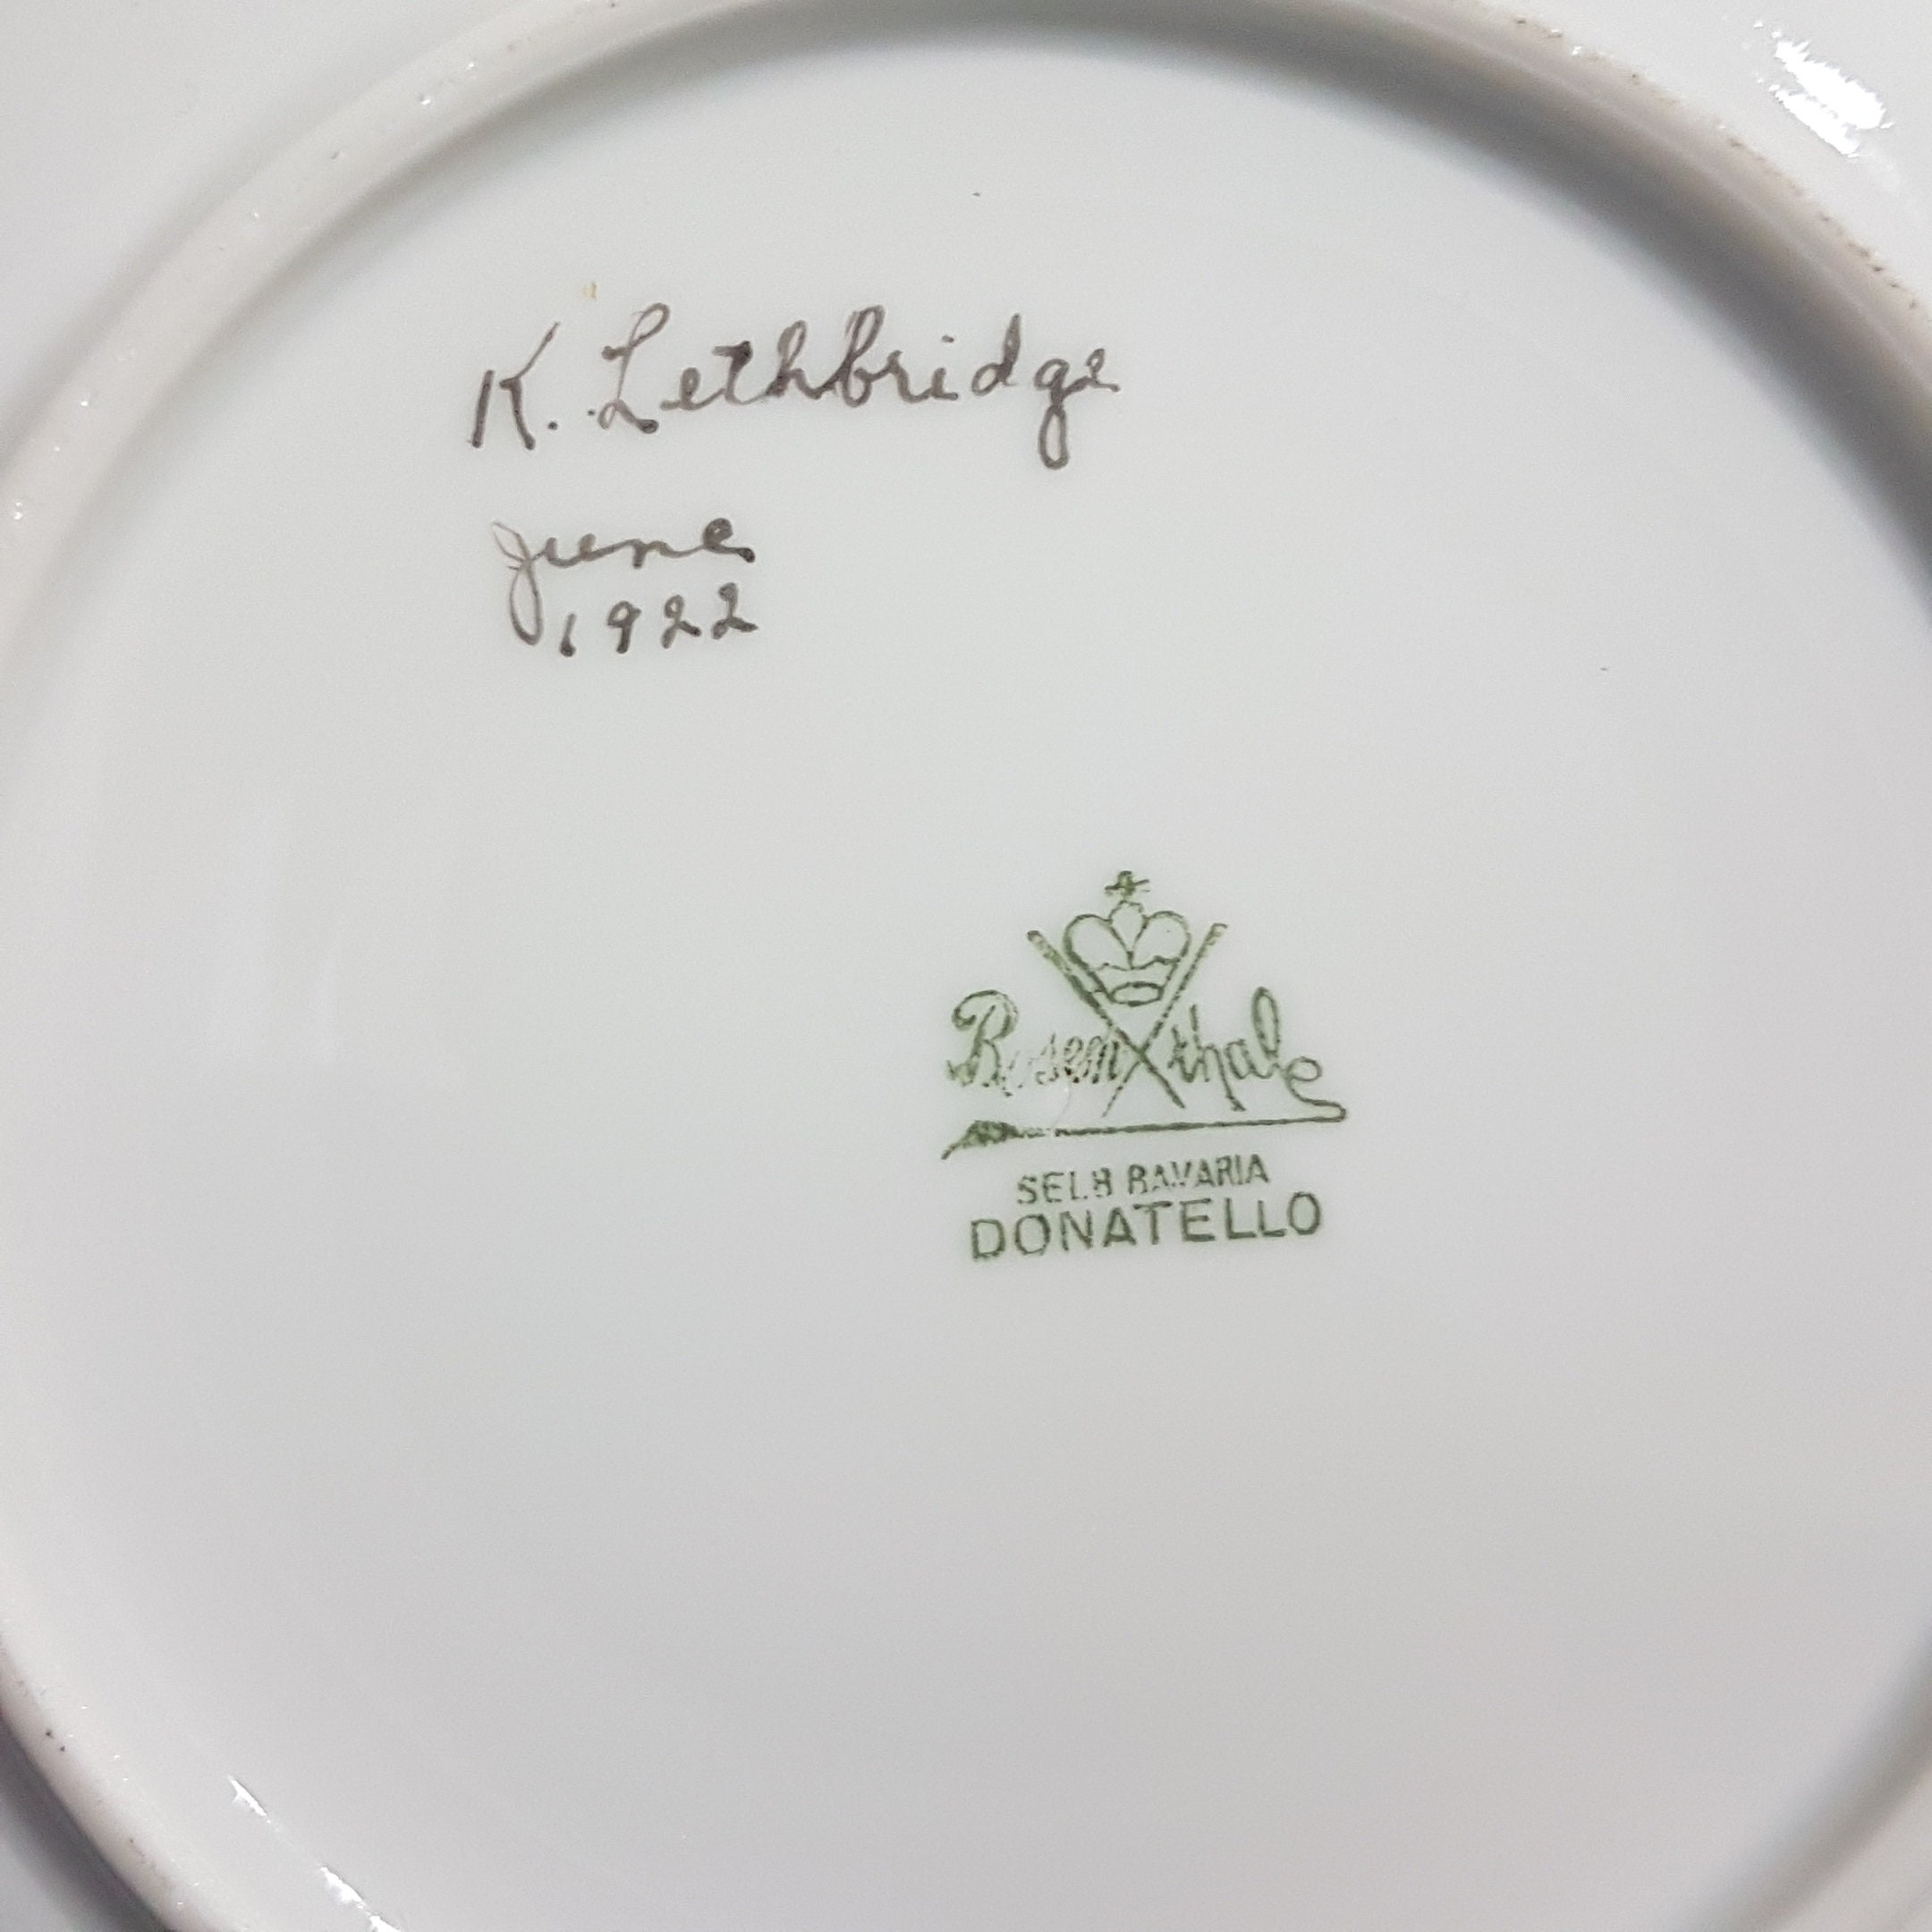 K. Lethbridge
June
1922
Rosenthal
SELB BAVARIA
DONATELLO